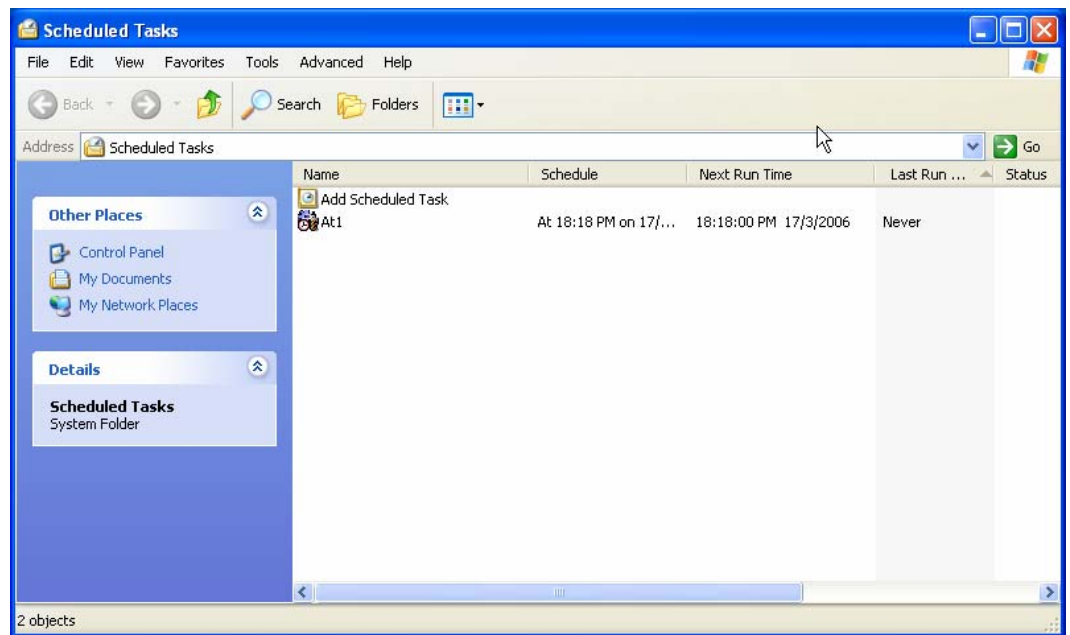 Scheduled Tasks
File Edit View Favorites Tools Advanced Help
Back Search Folders
Address Scheduled Tasks Go
Name Schedule Next Run Time Last Run ... Status
Add Scheduled Task
At1 At 18:18 PM on 17/... 18:18:00 PM 17/3/2006 Never
Other Places
Control Panel
My Documents
My Network Places
Details
Scheduled Tasks
System Folder
2 objects